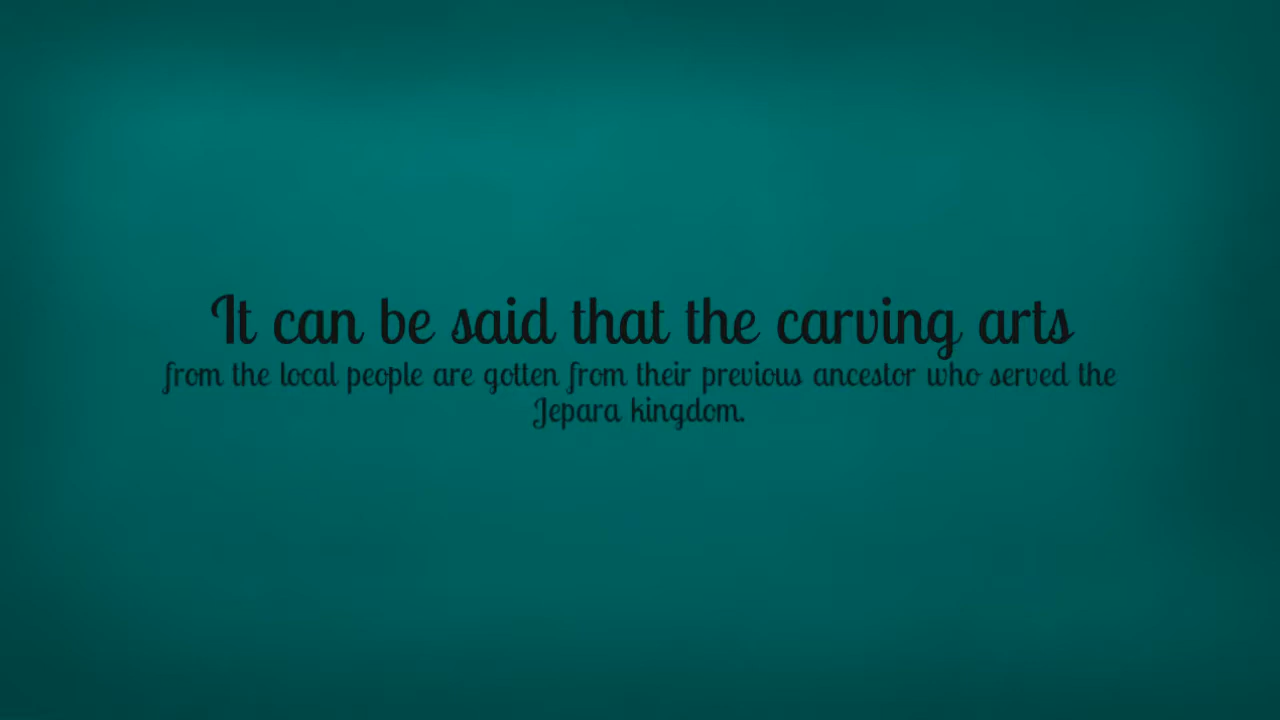 It can be said that the carving arts
from the local people are gotten from their previous ancestor who served the
Jepara kingdom.